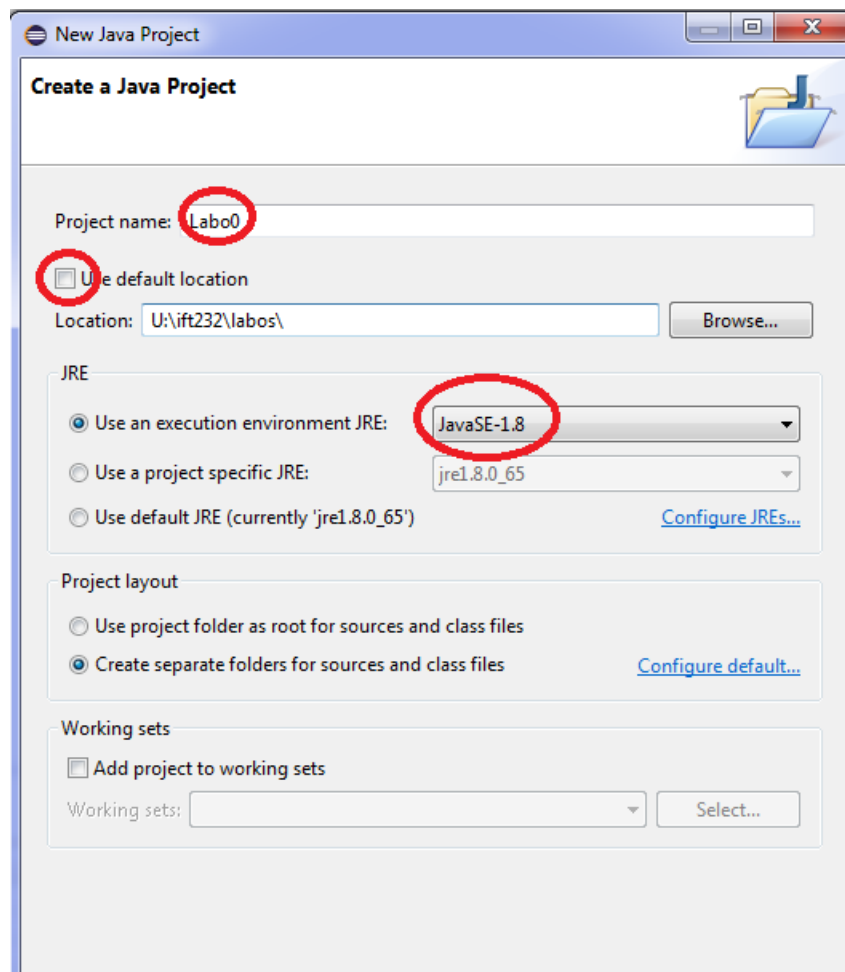 New Java Project
Create a Java Project
Project name: Labo0
Use default location
Location: U:\ift232\labos\ Browse...
JRE
Use an execution environment JRE: JavaSE-1.8
Use a project specific JRE: jre1.8.0_65
Use default JRE (currently 'jre1.8.0_65') Configure JREs...
Project layout
Use project folder as root for sources and class files
Create separate folders for sources and class files Configure default...
Working sets
Add project to working sets
Working sets: Select...